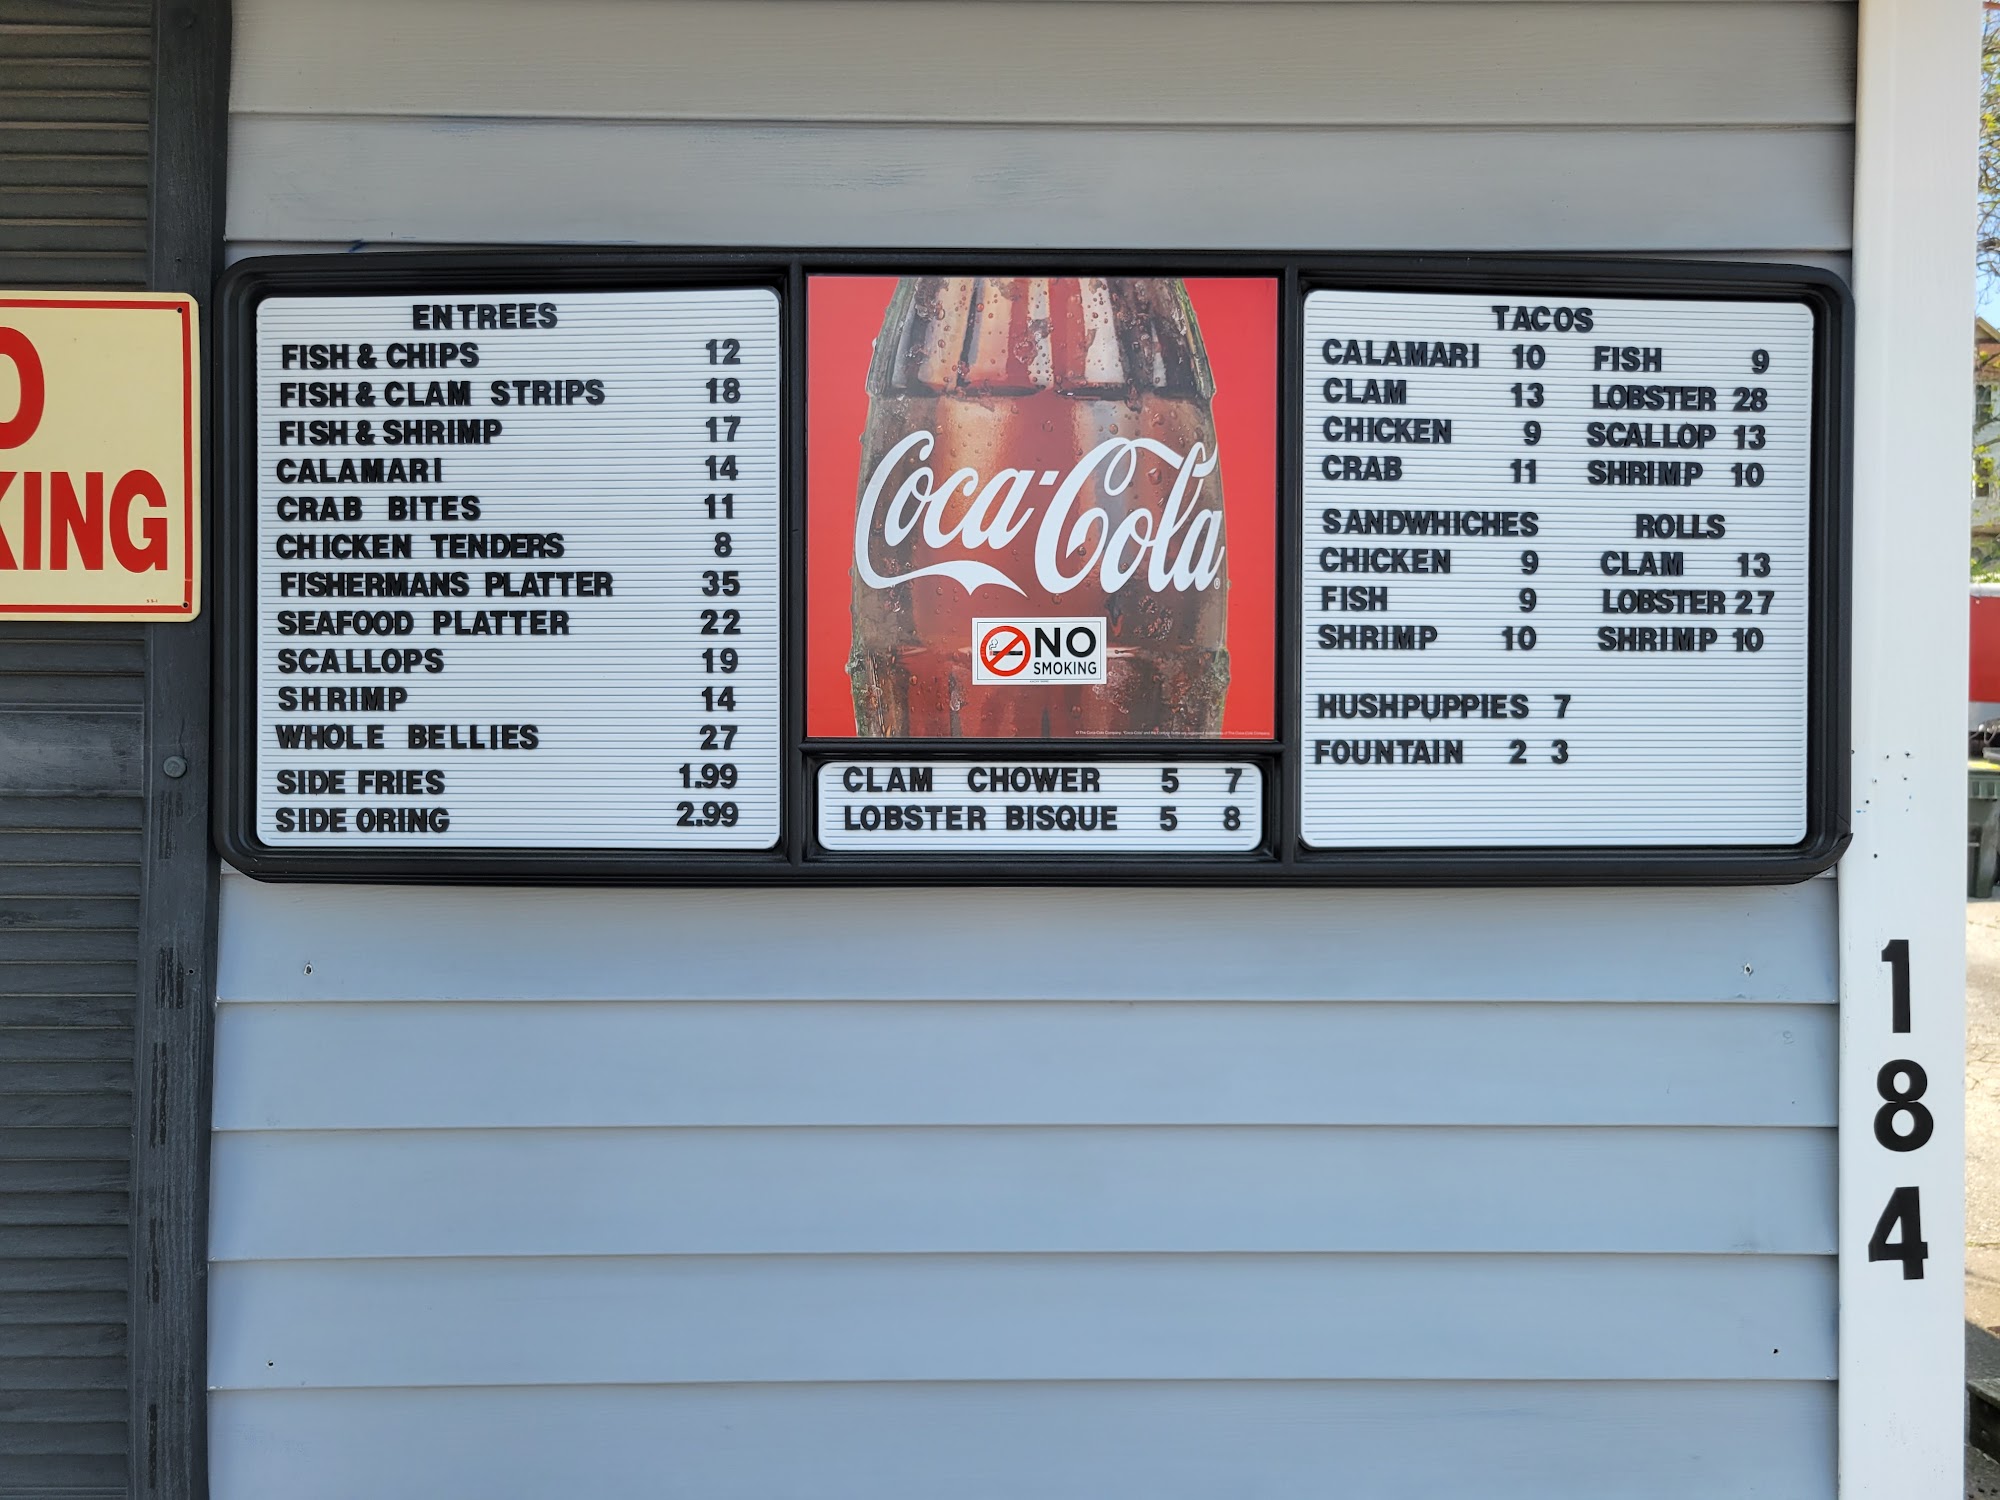 O
KING
ENTREES
FISH & CHIPS 12
FISH & CLAM STRIPS 18
FISH & SHRIMP 17
CALAMARI 14
CRAB BITES 11
CHICKEN TENDERS 8
FISHERMANS PLATTER 35
SEAFOOD PLATTER 22
SCALLOPS 19
SHRIMP 14
WHOLE BELLIES 27
SIDE FRIES 1.99
SIDE ORING 2.99
Coca-Cola
NO
SMOKING
CLAM CHOWER 5 7
LOBSTER BISQUE 5 8
TACOS
CALAMARI 10 FISH 9
CLAM 13 LOBSTER 28
CHICKEN 9 SCALLOP 13
CRAB 11 SHRIMP 10
SANDWHICHES ROLLS
CHICKEN 9 CLAM 13
FISH 9 LOBSTER 27
SHRIMP 10 SHRIMP 10
HUSHPUPPIES 7
FOUNTAIN 2 3
1
8
4